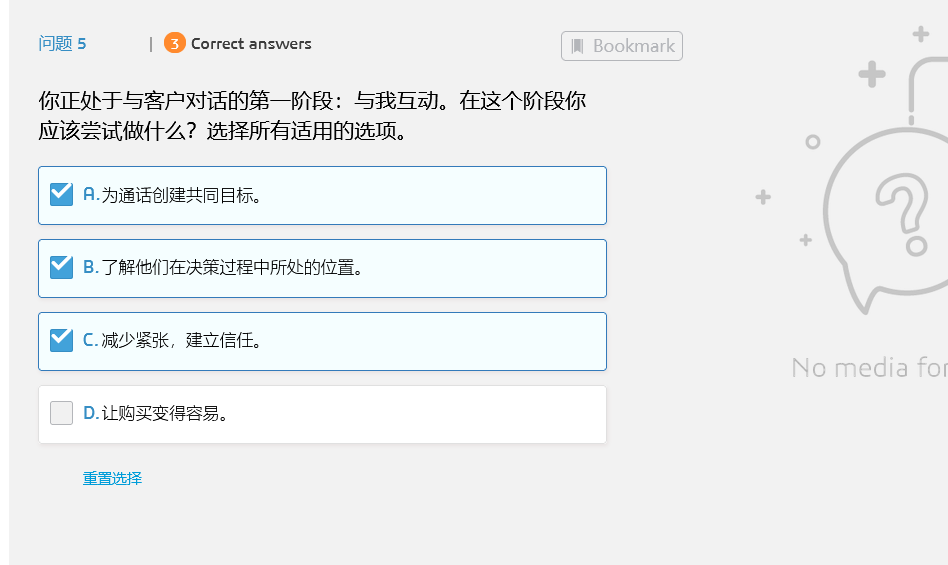 问题 5 | 3 Correct answers
Bookmark
你正处于与客户对话的第一阶段：与我互动。在这个阶段你
应该尝试做什么？选择所有适用的选项。
A.为通话创建共同目标。
B.了解他们在决策过程中所处的位置。
C.减少紧张，建立信任。
D.让购买变得容易。
重置选择
No media for